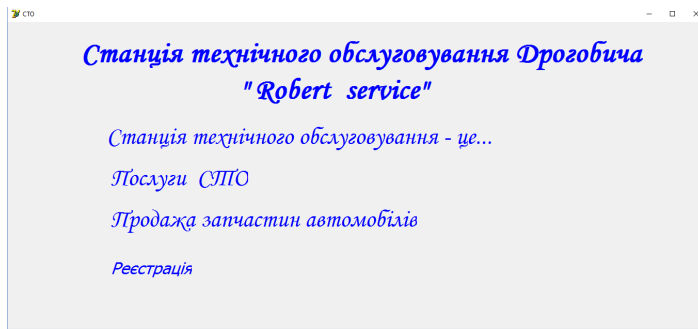 СТО
Станція технічного обслуговування Дрогобича
"Robert service"
Станція технічного обслуговування - це...
Послуги СТО
Продажа запчастин автомобілів
Реєстрація